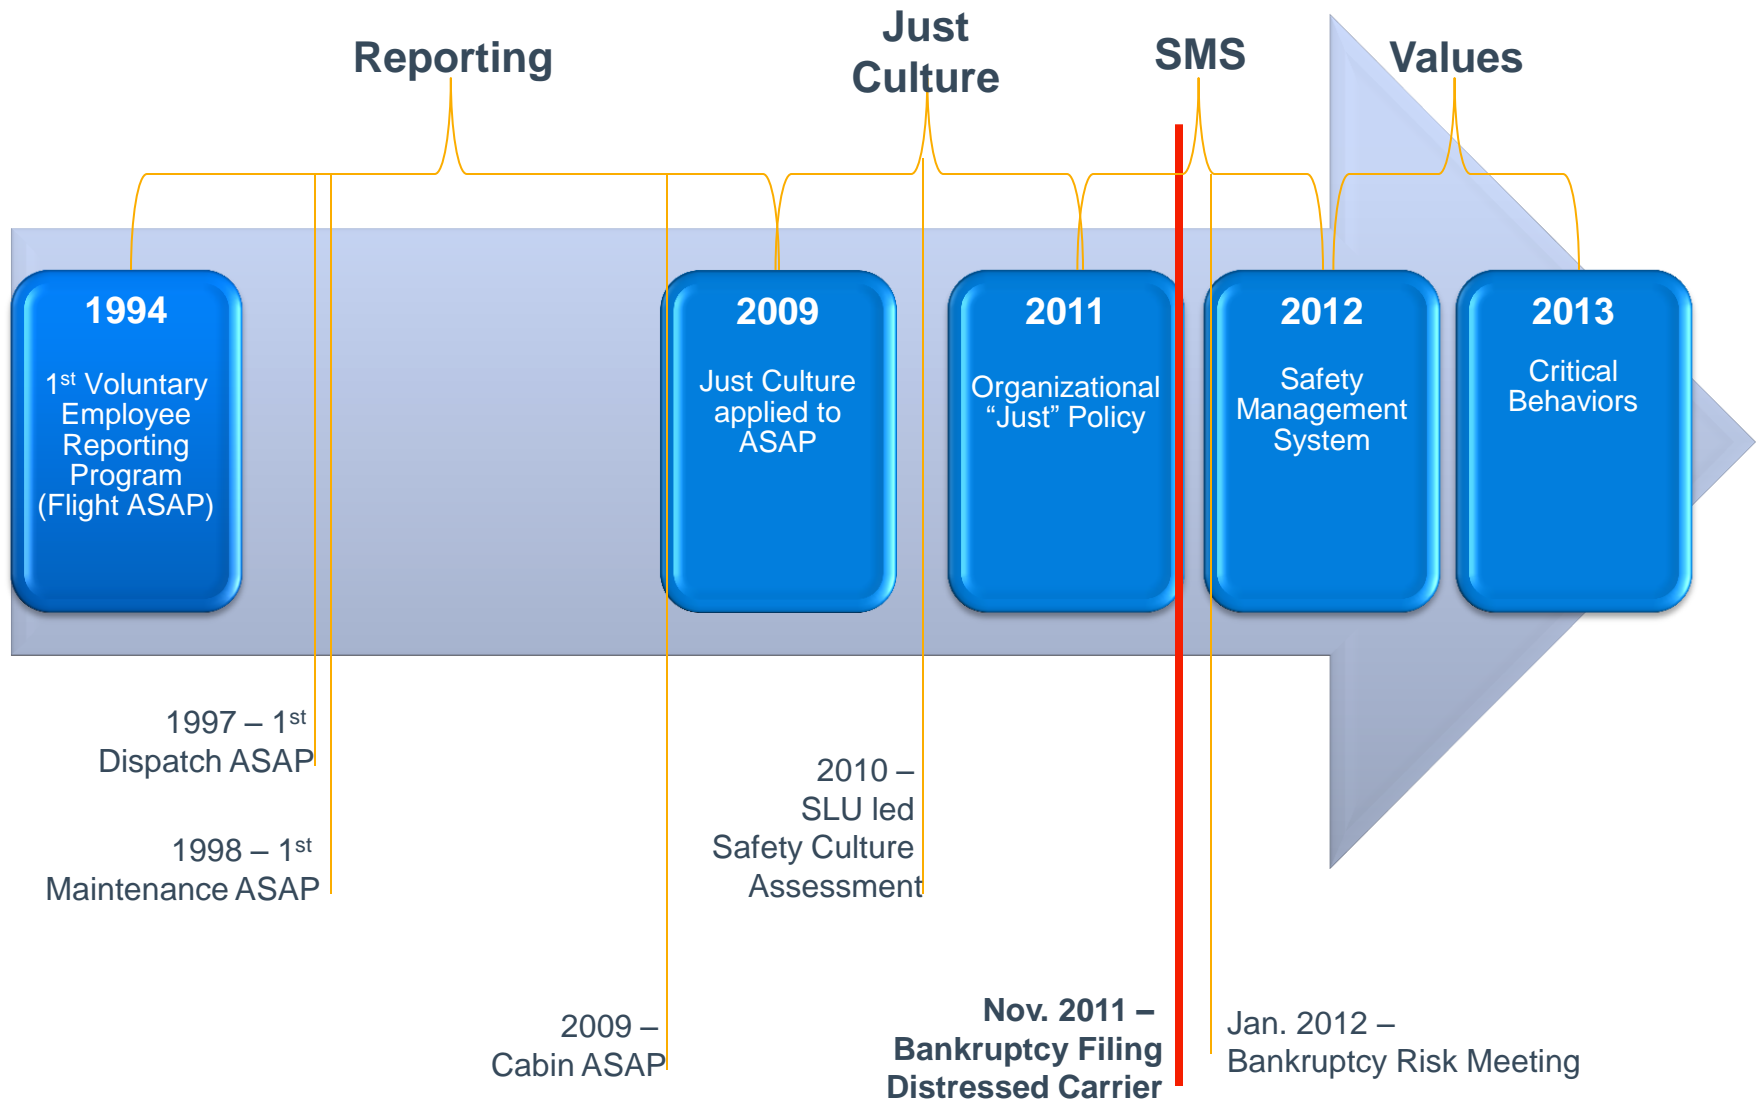 Reporting
Just
Culture
SMS
Values
1994
1st Voluntary
Employee
Reporting
Program
(Flight ASAP)
2009
Just Culture
applied to
ASAP
2011
Organizational
“Just” Policy
2012
Safety
Management
System
2013
Critical
Behaviors
1997 – 1st
Dispatch ASAP
1998 – 1st
Maintenance ASAP
2009 –
Cabin ASAP
2010 –
SLU led
Safety Culture
Assessment
Nov. 2011 –
Bankruptcy Filing
Distressed Carrier
Jan. 2012 –
Bankruptcy Risk Meeting